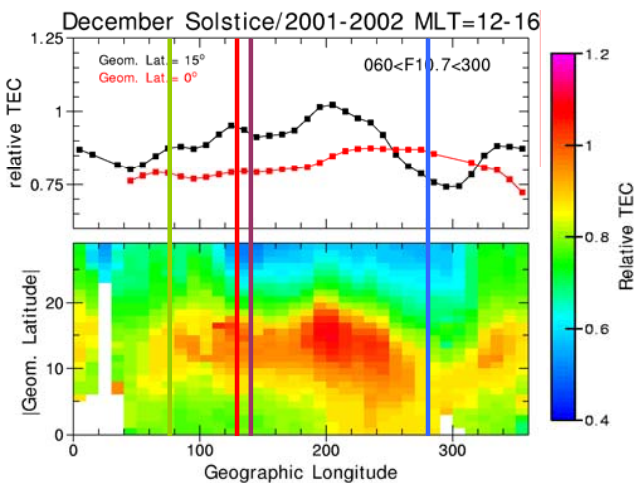 December Solstice/2001-2002 MLT=12-16
1.25
1
0.75
relative TEC
Geom. Lat.= 15°
Geom. Lat.= 0°
060<F10.7<300
20
10
0
|Geom. Latitude|
0
100
200
300
Geographic Longitude
1.2
1
0.8
0.6
0.4
Relative TEC